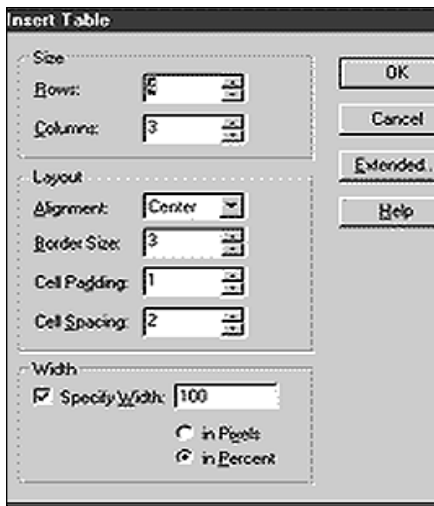 Insert Table
Size
Rows:
Columns: 3
Layout
Alignment: Center
Border Size: 3
Cell Padding: 1
Cell Spacing: 2
Width
Specify Width: 100
in Pixels
in Percent
OK
Cancel
Extended..
Help